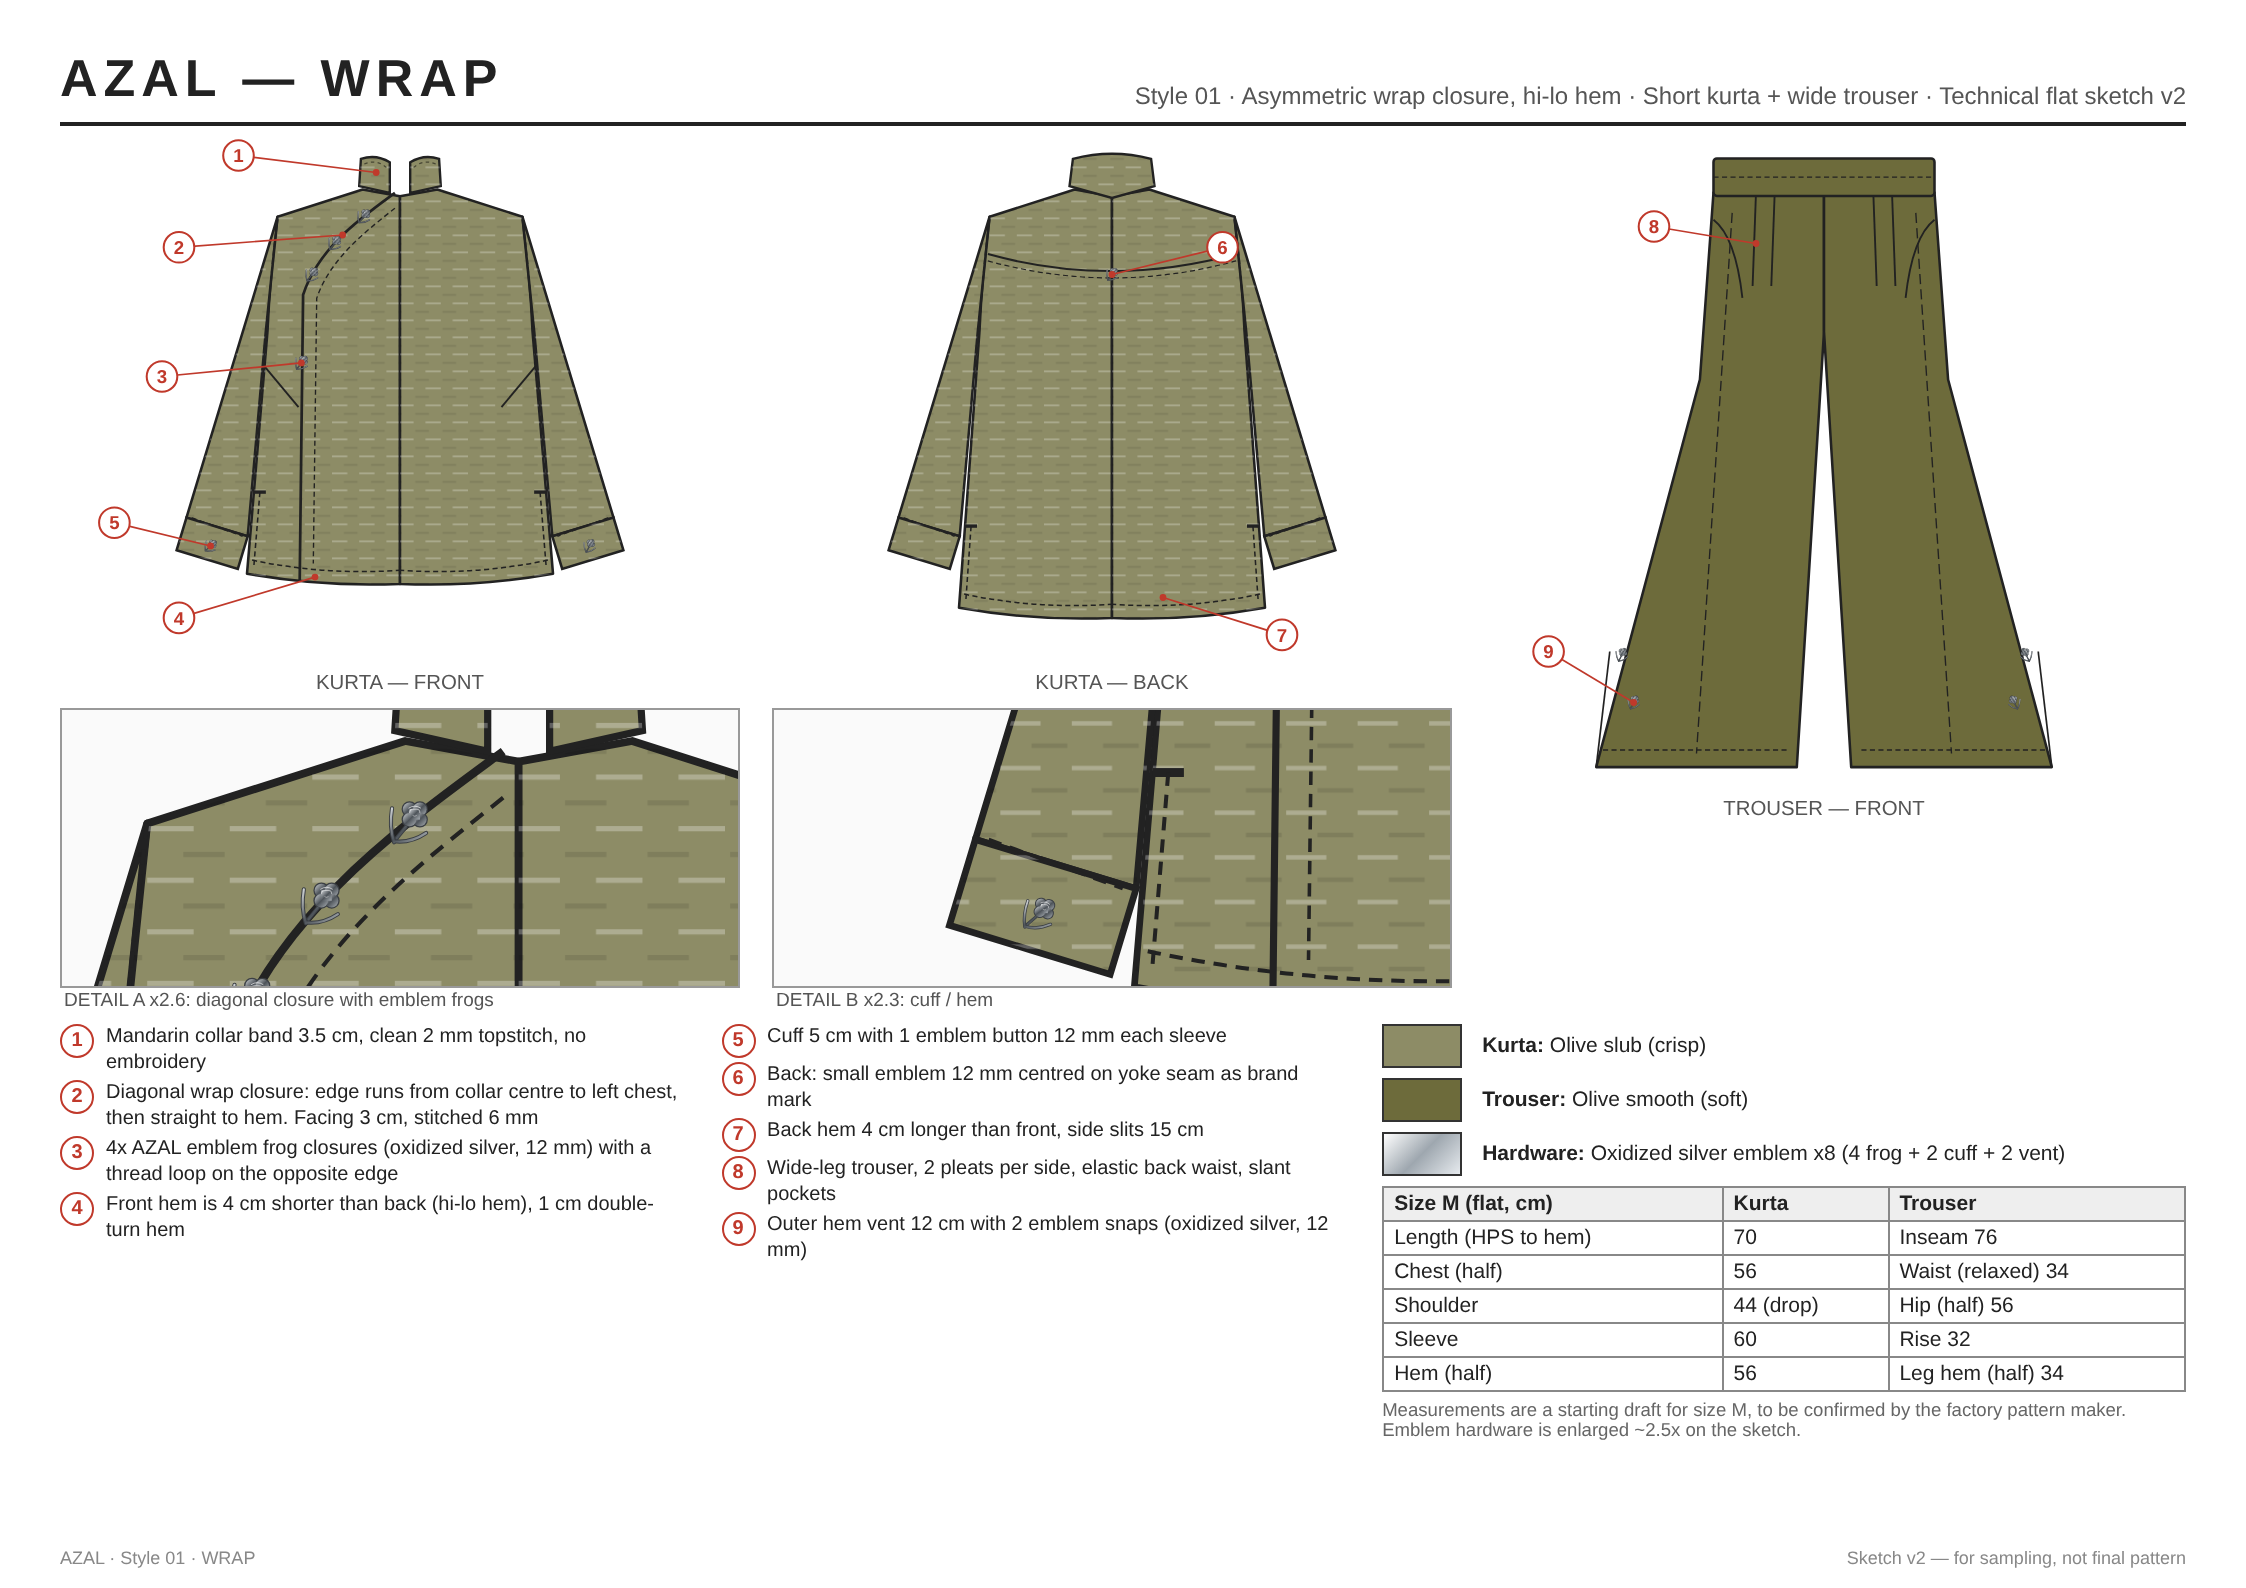 AZAL — WRAP
Style 01 · Asymmetric wrap closure, hi-lo hem · Short kurta + wide trouser · Technical flat sketch v2
1
2
3
4
5
6
7
8
9
KURTA — FRONT
KURTA — BACK
TROUSER — FRONT
DETAIL A x2.6: diagonal closure with emblem frogs
DETAIL B x2.3: cuff / hem
1 Mandarin collar band 3.5 cm, clean 2 mm topstitch, no
embroidery
2 Diagonal wrap closure: edge runs from collar centre to left chest,
then straight to hem. Facing 3 cm, stitched 6 mm
3 4x AZAL emblem frog closures (oxidized silver, 12 mm) with a
thread loop on the opposite edge
4 Front hem is 4 cm shorter than back (hi-lo hem), 1 cm double-
turn hem
5 Cuff 5 cm with 1 emblem button 12 mm each sleeve
6 Back: small emblem 12 mm centred on yoke seam as brand
mark
7 Back hem 4 cm longer than front, side slits 15 cm
8 Wide-leg trouser, 2 pleats per side, elastic back waist, slant
pockets
9 Outer hem vent 12 cm with 2 emblem snaps (oxidized silver, 12
mm)
Kurta: Olive slub (crisp)
Trouser: Olive smooth (soft)
Hardware: Oxidized silver emblem x8 (4 frog + 2 cuff + 2 vent)
Size M (flat, cm) Kurta Trouser
Length (HPS to hem) 70 Inseam 76
Chest (half) 56 Waist (relaxed) 34
Shoulder 44 (drop) Hip (half) 56
Sleeve 60 Rise 32
Hem (half) 56 Leg hem (half) 34
Measurements are a starting draft for size M, to be confirmed by the factory pattern maker.
Emblem hardware is enlarged ~2.5x on the sketch.
AZAL · Style 01 · WRAP
Sketch v2 — for sampling, not final pattern